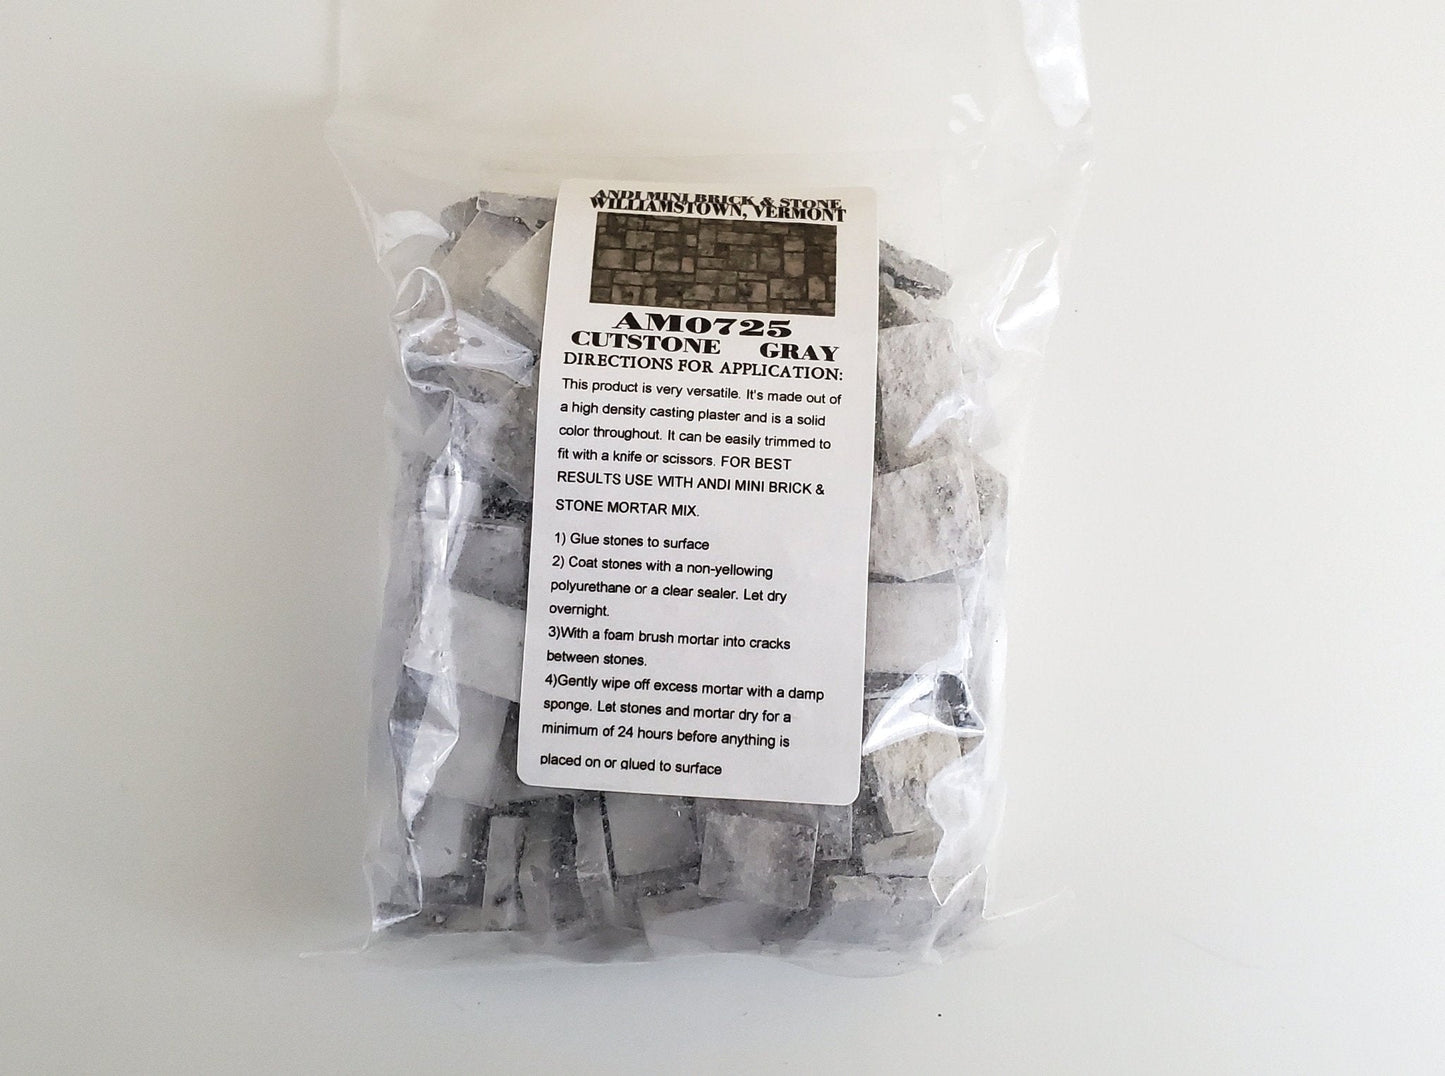 ANDI MINI BRICK & STONE
WILLIAMSTOWN, VERMONT
AM0725
CUTSTONE GRAY
DIRECTIONS FOR APPLICATION:
This product is very versatile. It's made out of
a high density casting plaster and is a solid
color throughout. It can be easily trimmed to
fit with a knife or scissors. FOR BEST
RESULTS USE WITH ANDI MINI BRICK &
STONE MORTAR MIX.
1) Glue stones to surface
2) Coat stones with a non-yellowing
polyurethane or a clear sealer. Let dry
overnight.
3)With a foam brush mortar into cracks
between stones.
4)Gently wipe off excess mortar with a damp
sponge. Let stones and mortar dry for a
minimum of 24 hours before anything is
placed on or glued to surface